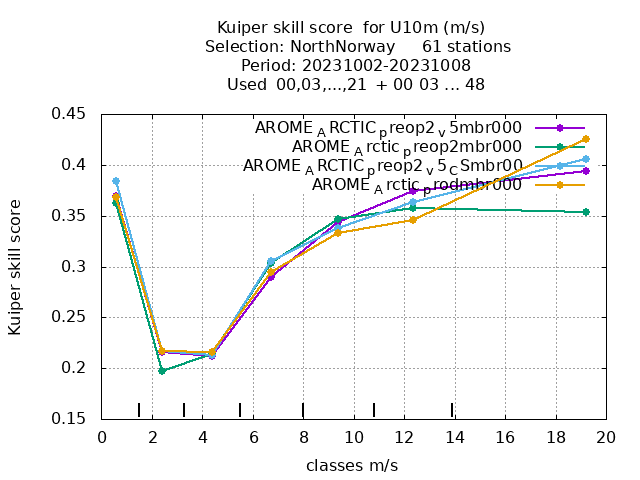 Kuiper skill score  for U10m (m/s)
Selection: NorthNorway     61 stations
Period: 20231002-20231008
Used  00,03,...,21  + 00 03 ... 48
0.45
0.4
0.35
0.3
0.25
0.2
0.15
Kuiper skill score
AROME_ARCTIC_preop2_v5mbr000
AROME_Arctic_preop2mbr000
AROME_ARCTIC_preop2_v5_CSmbr00
AROME_Arctic_prodmbr000
0 2 4 6 8 10 12 14 16 18 20
classes m/s